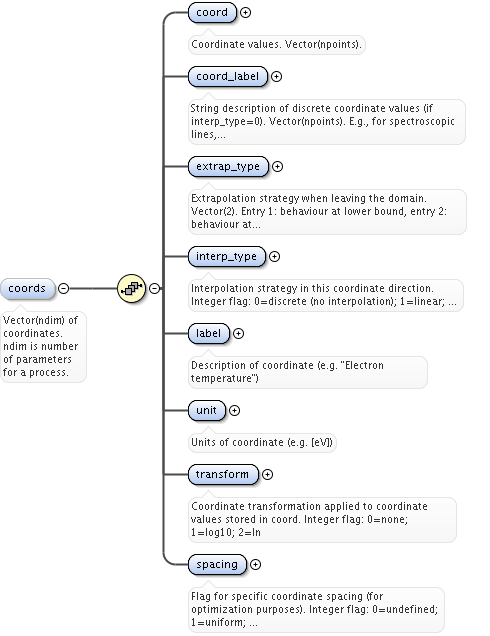 coord
Coordinate values. Vector(npoints).
coord_label
String description of discrete coordinate values (if
interp_type=0). Vector(npoints). E.g., for spectroscopic
lines,...
extrap_type
Extrapolation strategy when leaving the domain.
Vector(2). Entry 1: behaviour at lower bound, entry 2:
behaviour at...
interp_type
Interpolation strategy in this coordinate direction.
Integer flag: 0=discrete (no interpolation); 1=linear; ...
coords
Vector(ndim) of
coordinates.
ndim is number
of parameters
for a process.
label
Description of coordinate (e.g. "Electron
temperature")
unit
Units of coordinate (e.g. [eV])
transform
Coordinate transformation applied to coordinate
values stored in coord. Integer flag: 0=none;
1=log10; 2=ln
spacing
Flag for specific coordinate spacing (for
optimization purposes). Integer flag: 0=undefined;
1=uniform; ...